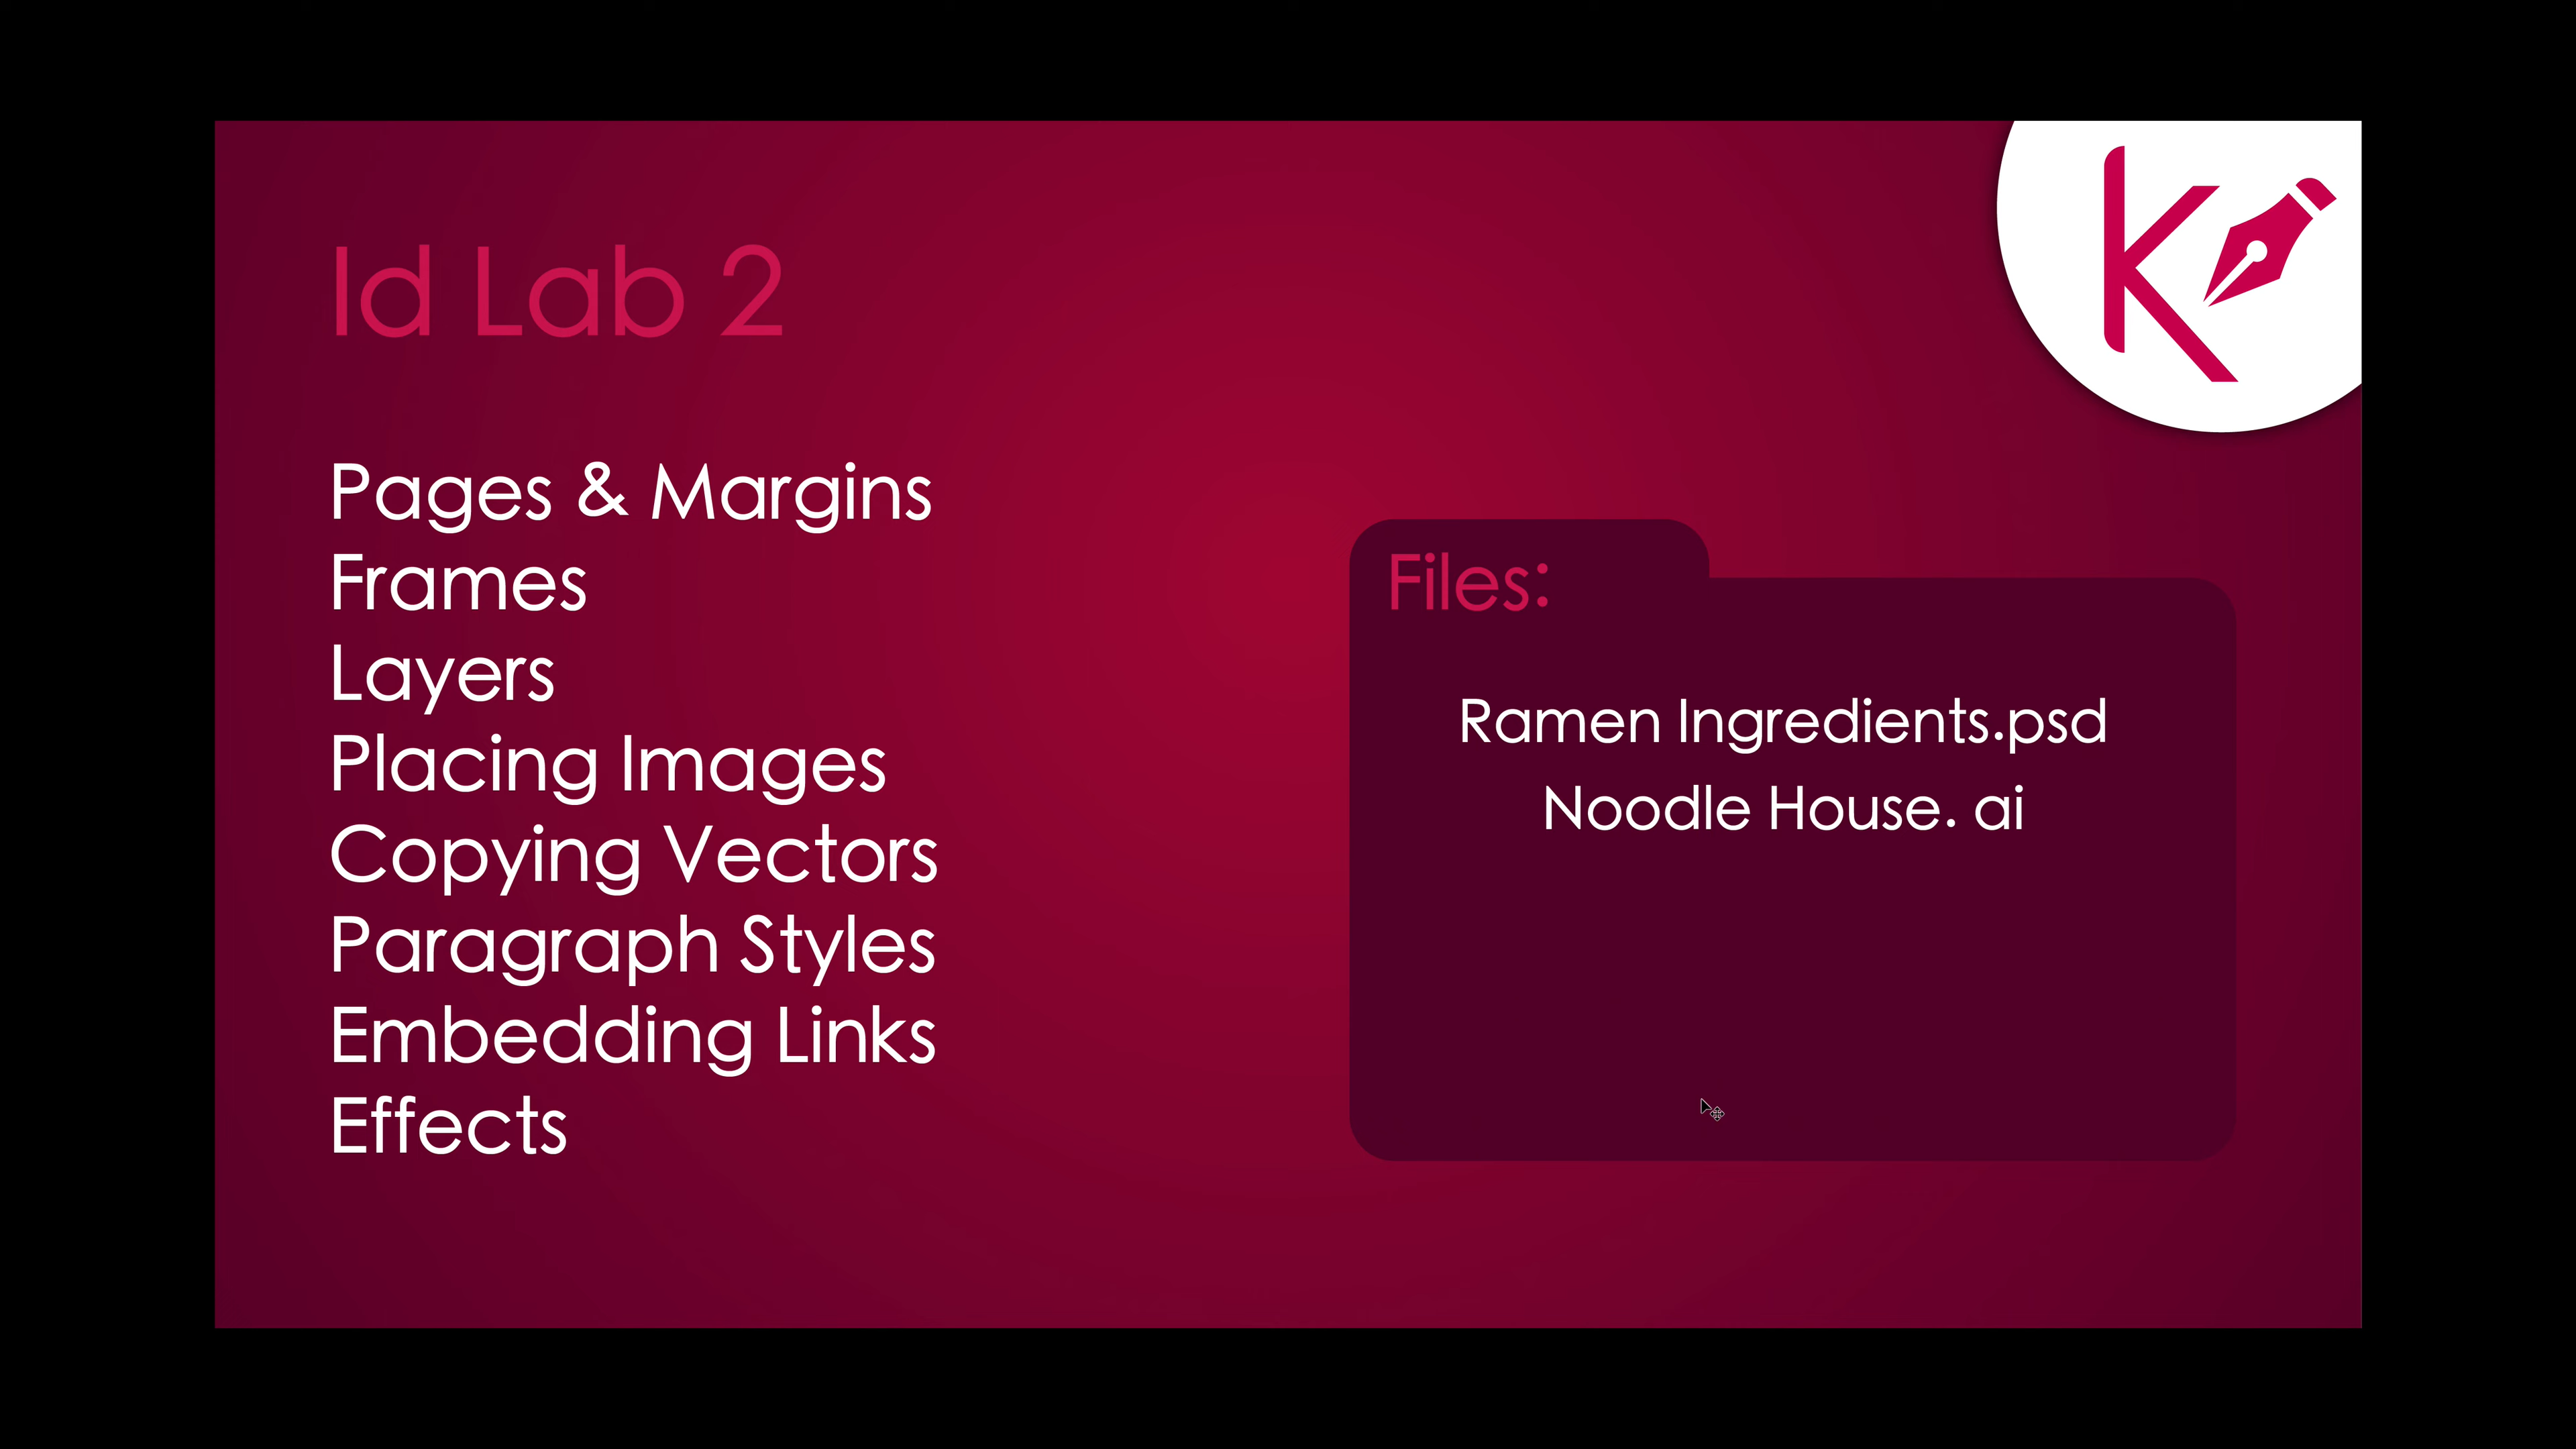 Id Lab 2
Pages & Margins
Frames
Layers
Placing Images
Copying Vectors
Paragraph Styles
Embedding Links
Effects
Files:
Ramen Ingredients.psd
Noodle House. ai
K